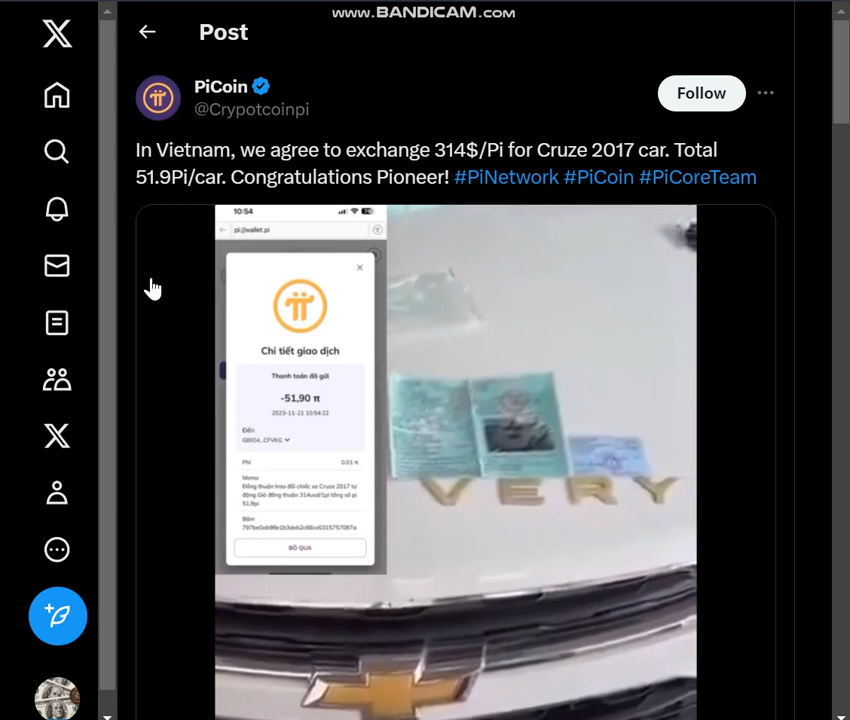 WWW.BANDICAM.COM
Post
PiCoin
@Crypotcoinpi
Follow
In Vietnam, we agree to exchange 314$/Pi for Cruze 2017 car. Total
51.9Pi/car. Congratulations Pioneer! #PiNetwork #PiCoin #PiCoreTeam
10:54
pi://wallet.pi
Chi tiết giao dịch
Thanh toán đã gửi
-51,90 π
2023-11-21 10:54:22
Đến
Phí
0.01 π
Memo
Đồng thuận trao đổi chiếc xe Cruze 2017 tự
động Giá đồng thuận 314usd/1pi tổng số pi
51,9pi
Băm
BỎ QUA
VERY